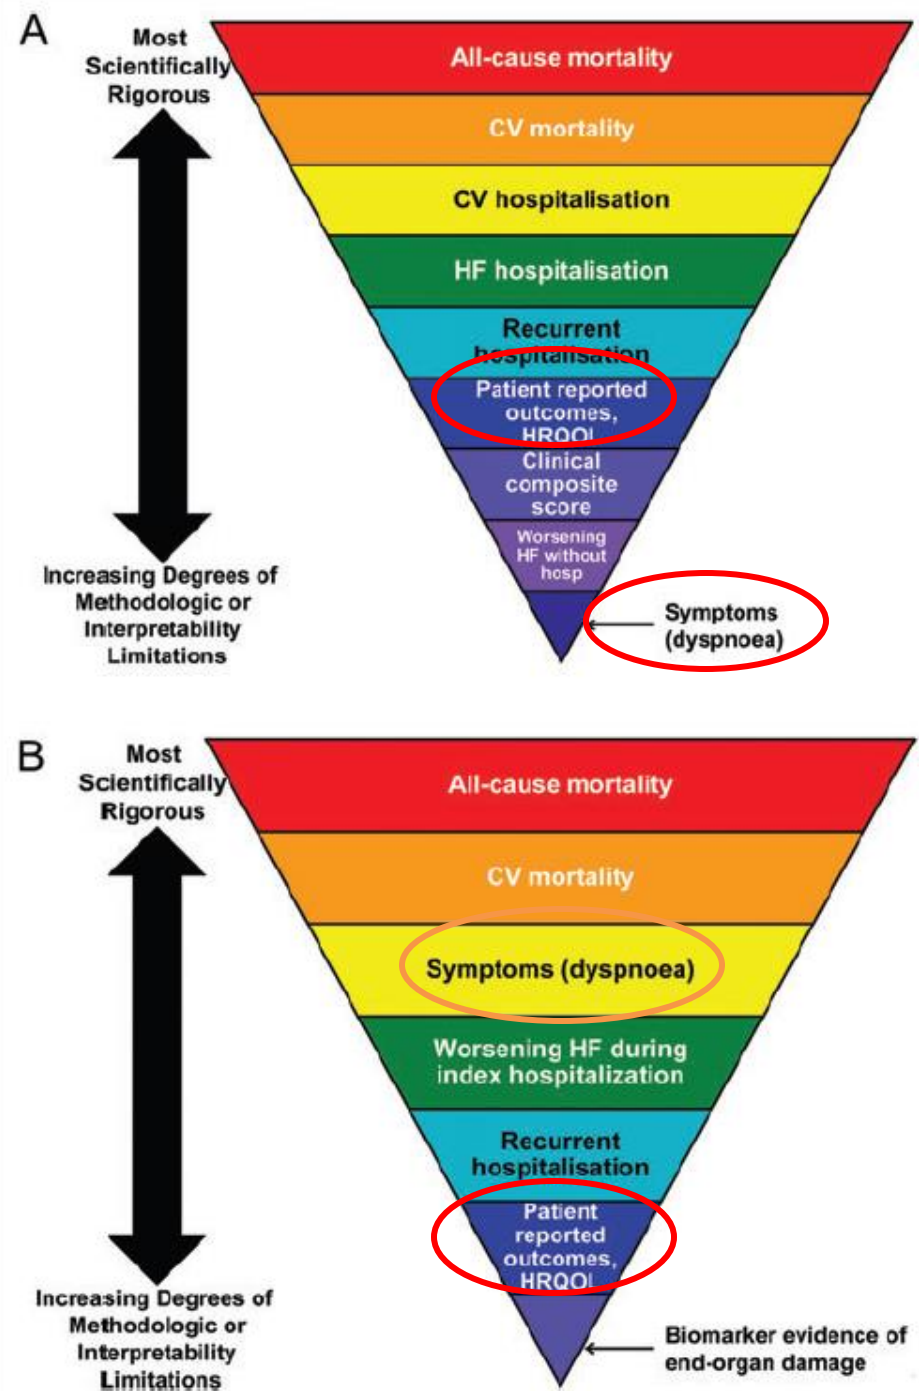 A
Most
Scientifically
Rigorous
Increasing Degrees of
Methodologic or
Interpretability
Limitations
All-cause mortality
CV mortality
CV hospitalisation
HF hospitalisation
Recurrent
hospitalisation
Patient reported
outcomes,
HRQOL
Clinical
composite
score
Worsening
HF without
hosp
Symptoms
(dyspnoea)
B
Most
Scientifically
Rigorous
Increasing Degrees of
Methodologic or
Interpretability
Limitations
All-cause mortality
CV mortality
Symptoms (dyspnoea)
Worsening HF during
index hospitalization
Recurrent
hospitalisation
Patient
reported
outcomes,
HRQOL
Biomarker evidence of
end-organ damage